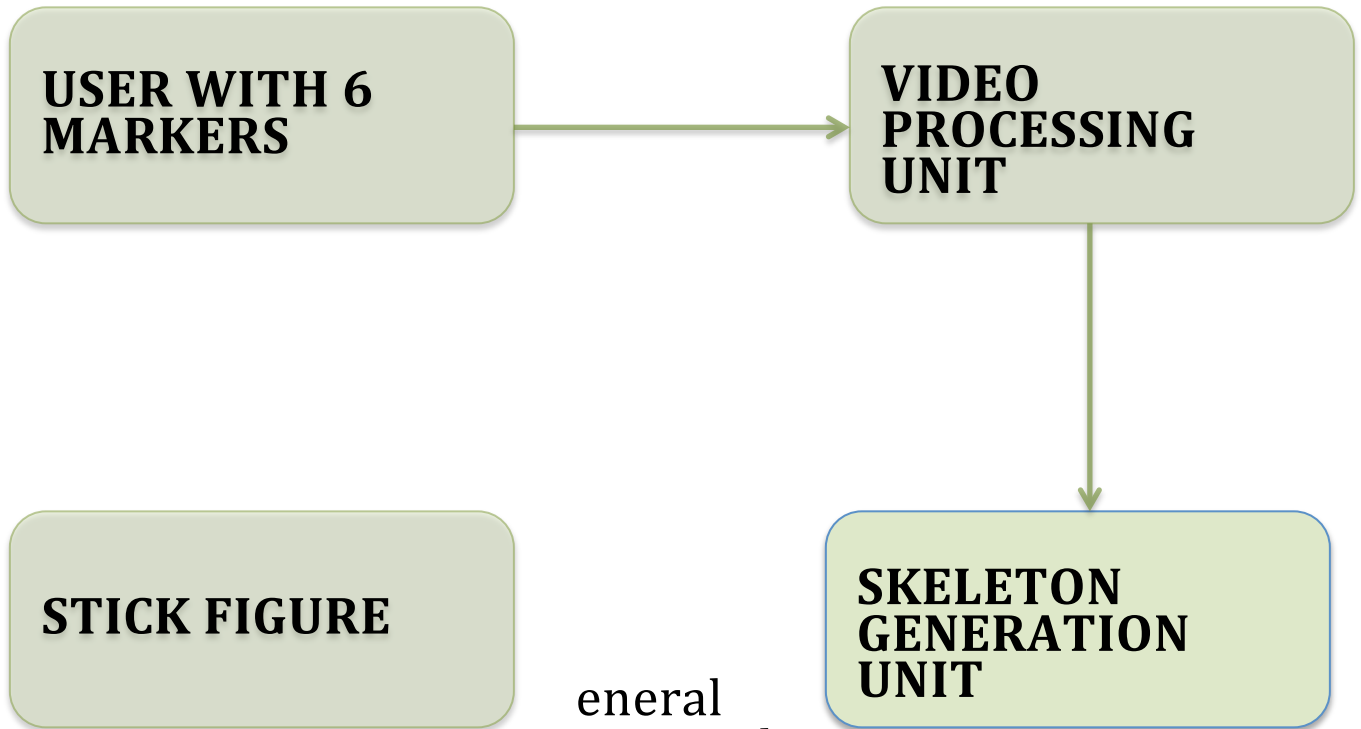 USER WITH 6
MARKERS
VIDEO
PROCESSING
UNIT
STICK FIGURE
SKELETON
GENERATION
UNIT
eneral